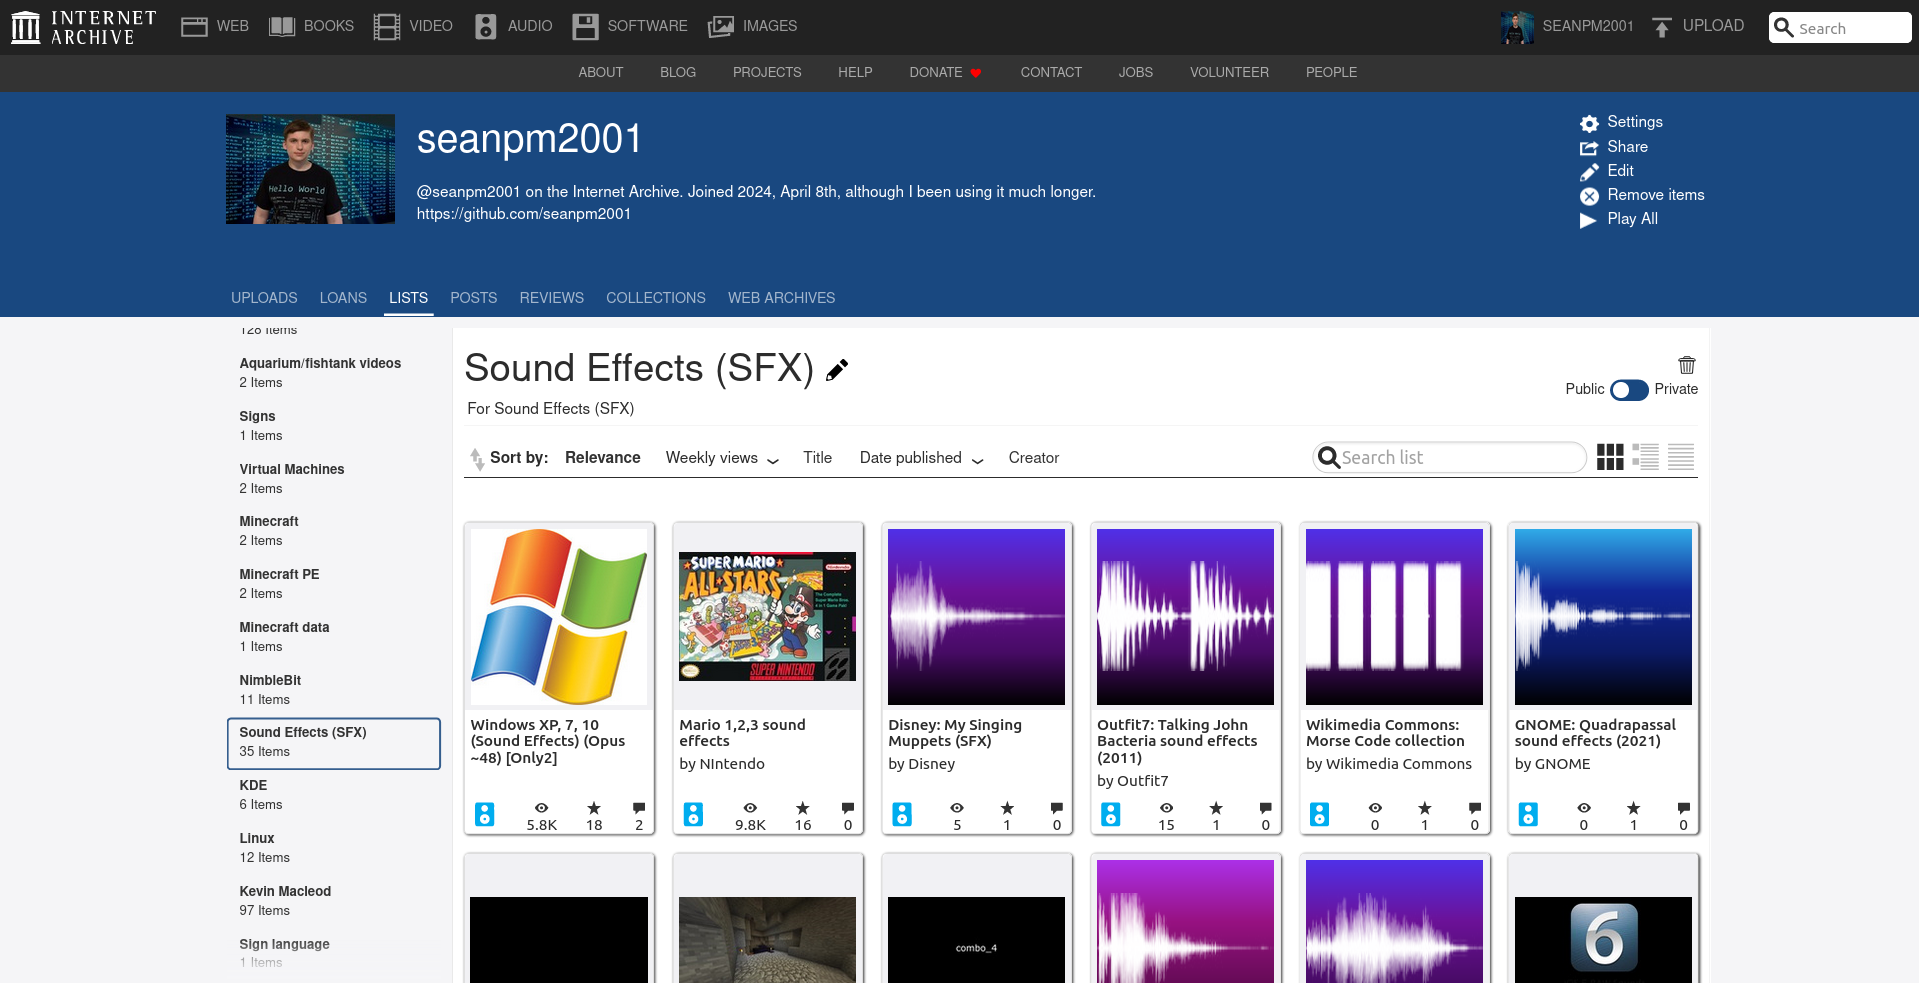 INTERNET ARCHIVE
WEB BOOKS VIDEO AUDIO SOFTWARE IMAGES
SEANPM2001 UPLOAD Search
ABOUT BLOG PROJECTS HELP DONATE CONTACT JOBS VOLUNTEER PEOPLE
Hello World
seanpm2001
@seanpm2001 on the Internet Archive. Joined 2024, April 8th, although I been using it much longer.
https://github.com/seanpm2001
Settings
Share
Edit
Remove items
Play All
UPLOADS LOANS LISTS POSTS REVIEWS COLLECTIONS WEB ARCHIVES
128 Items
Aquarium/fishtank videos
2 Items
Signs
1 Items
Virtual Machines
2 Items
Minecraft
2 Items
Minecraft PE
2 Items
Minecraft data
1 Items
NimbleBit
11 Items
Sound Effects (SFX)
35 Items
KDE
6 Items
Linux
12 Items
Kevin Macleod
97 Items
Sign language
1 Items
Sound Effects (SFX)
For Sound Effects (SFX)
Public Private
Sort by: Relevance Weekly views Title Date published Creator
Search list
Windows XP, 7, 10
(Sound Effects) (Opus
~48) [Only2]
5.8K 18 2
SUPER MARIO
ALL-STARS
Nintendo
SUPER NINTENDO
Mario 1,2,3 sound
effects
by NIntendo
9.8K 16 0
Disney: My Singing
Muppets (SFX)
by Disney
5 1 0
Outfit7: Talking John
Bacteria sound effects
(2011)
by Outfit7
15 1 0
Wikimedia Commons:
Morse Code collection
by Wikimedia Commons
0 1 0
GNOME: Quadrapassal
sound effects (2021)
by GNOME
0 1 0
combo_4
6